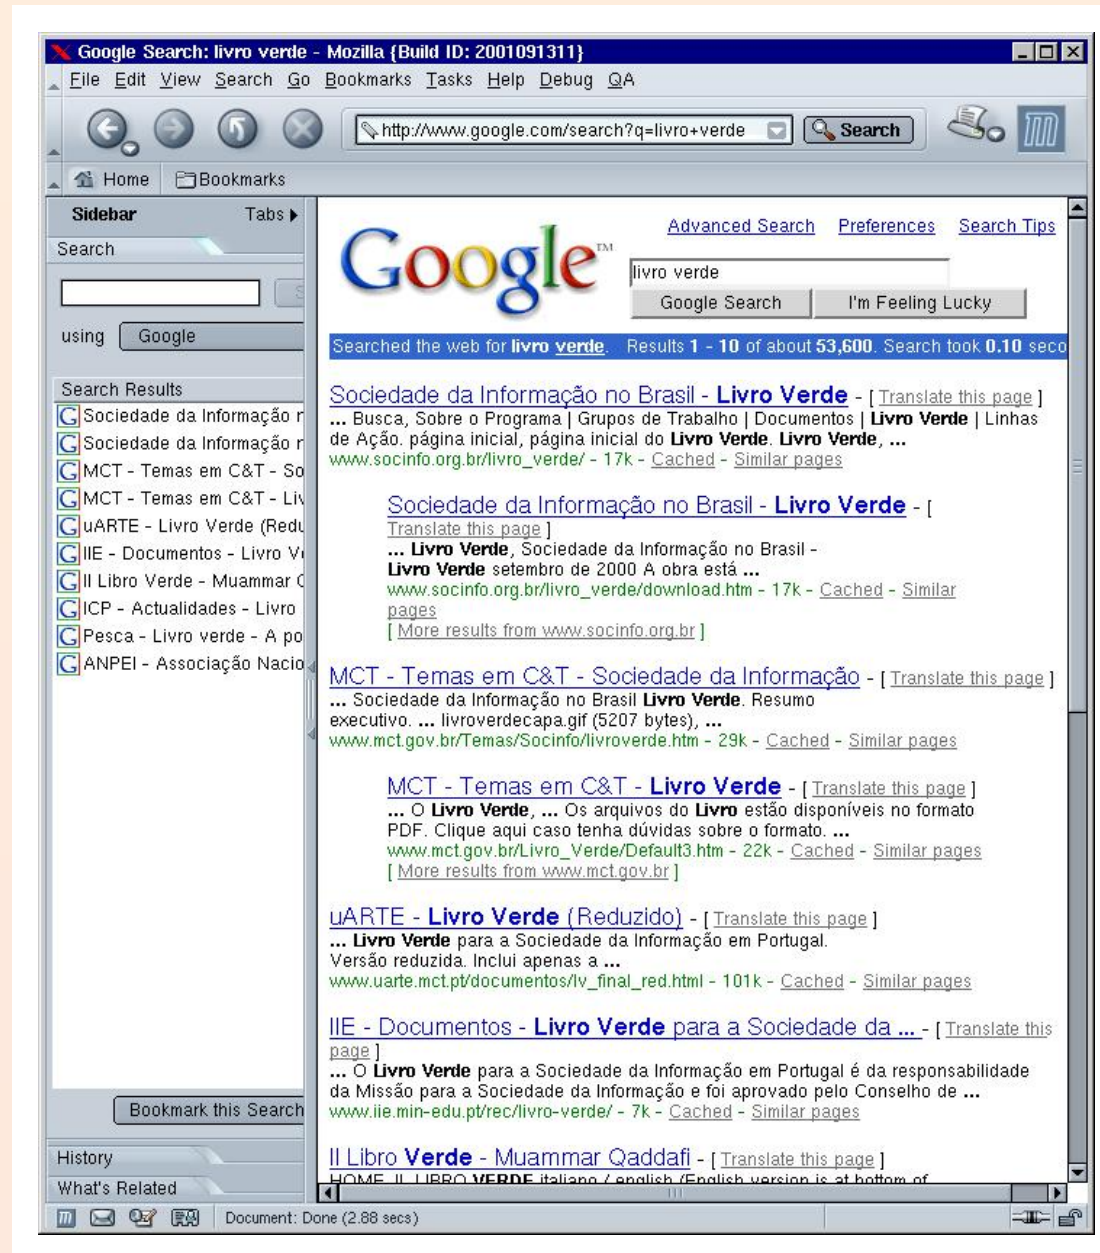 Google Search: livro verde - Mozilla {Build ID: 2001091311}
File Edit View Search Go Bookmarks Tasks Help Debug QA
http://www.google.com/search?q=livro+verde Search
Home Bookmarks
Sidebar Tabs
Search
S
using Google
Search Results
Sociedade da Informação r
Sociedade da Informação r
MCT - Temas em C&T - So
MCT - Temas em C&T - Liv
uARTE - Livro Verde (Redu
IIE - Documentos - Livro Ve
Il Libro Verde - Muammar Q
ICP - Actualidades - Livro
Pesca - Livro verde - A po
ANPEI - Associação Nacio
Bookmark this Search
History
What's Related
Google™
Advanced Search Preferences Search Tips
livro verde
Google Search I'm Feeling Lucky
Searched the web for livro verde. Results 1 - 10 of about 53,600. Search took 0.10 seco
Sociedade da Informação no Brasil - Livro Verde - [ Translate this page ]
... Busca, Sobre o Programa | Grupos de Trabalho | Documentos | Livro Verde | Linhas
de Ação. página inicial, página inicial do Livro Verde. Livro Verde, ...
www.socinfo.org.br/livro_verde/ - 17k - Cached - Similar pages
Sociedade da Informação no Brasil - Livro Verde - [
Translate this page ]
... Livro Verde, Sociedade da Informação no Brasil -
Livro Verde setembro de 2000 A obra está ...
www.socinfo.org.br/livro_verde/download.htm - 17k - Cached - Similar
pages
[ More results from www.socinfo.org.br ]
MCT - Temas em C&T - Sociedade da Informação - [ Translate this page ]
... Sociedade da Informação no Brasil Livro Verde. Resumo
executivo. ... livroverdecapa.gif (5207 bytes), ...
www.mct.gov.br/Temas/Socinfo/livroverde.htm - 29k - Cached - Similar pages
MCT - Temas em C&T - Livro Verde - [ Translate this page ]
... O Livro Verde, ... Os arquivos do Livro estão disponíveis no formato
PDF. Clique aqui caso tenha dúvidas sobre o formato. ...
www.mct.gov.br/Livro_Verde/Default3.htm - 22k - Cached - Similar pages
[ More results from www.mct.gov.br ]
uARTE - Livro Verde (Reduzido) - [ Translate this page ]
... Livro Verde para a Sociedade da Informação em Portugal.
Versão reduzida. Inclui apenas a ...
www.uarte.mct.pt/documentos/lv_final_red.html - 101k - Cached - Similar pages
IIE - Documentos - Livro Verde para a Sociedade da ... - [ Translate this
page ]
... O Livro Verde para a Sociedade da Informação em Portugal é da responsabilidade
da Missão para a Sociedade da Informação e foi aprovado pelo Conselho de ...
www.iie.min-edu.pt/rec/livro-verde/ - 7k - Cached - Similar pages
Il Libro Verde - Muammar Qaddafi - [ Translate this page ]
HOME. IL LIBRO VERDE italiano / english (English version is at bottom of
Document: Done (2.88 secs)